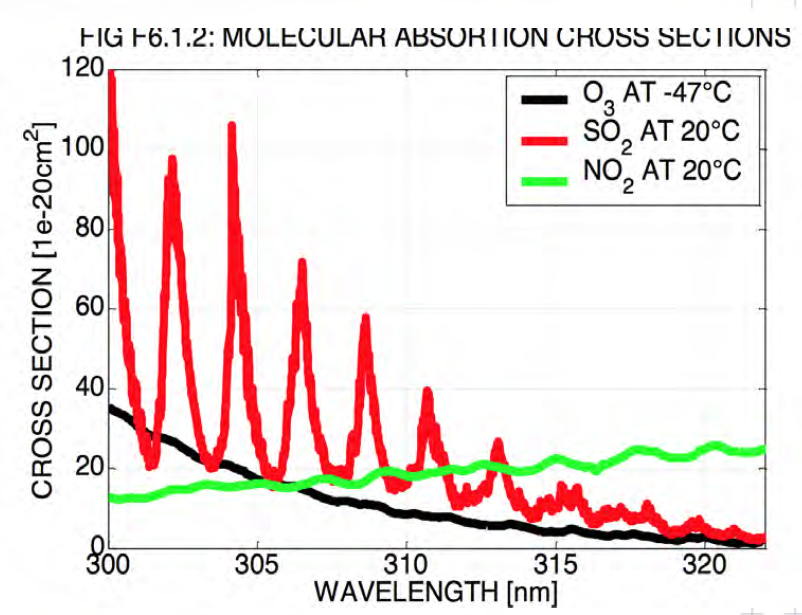 FIG F6.1.2: MOLECULAR ABSORTION CROSS SECTIONS
120
100
80
60
40
20
0
CROSS SECTION [1e-20cm²]
O₃ AT -47°C
SO₂ AT 20°C
NO₂ AT 20°C
300
305
310
315
320
WAVELENGTH [nm]